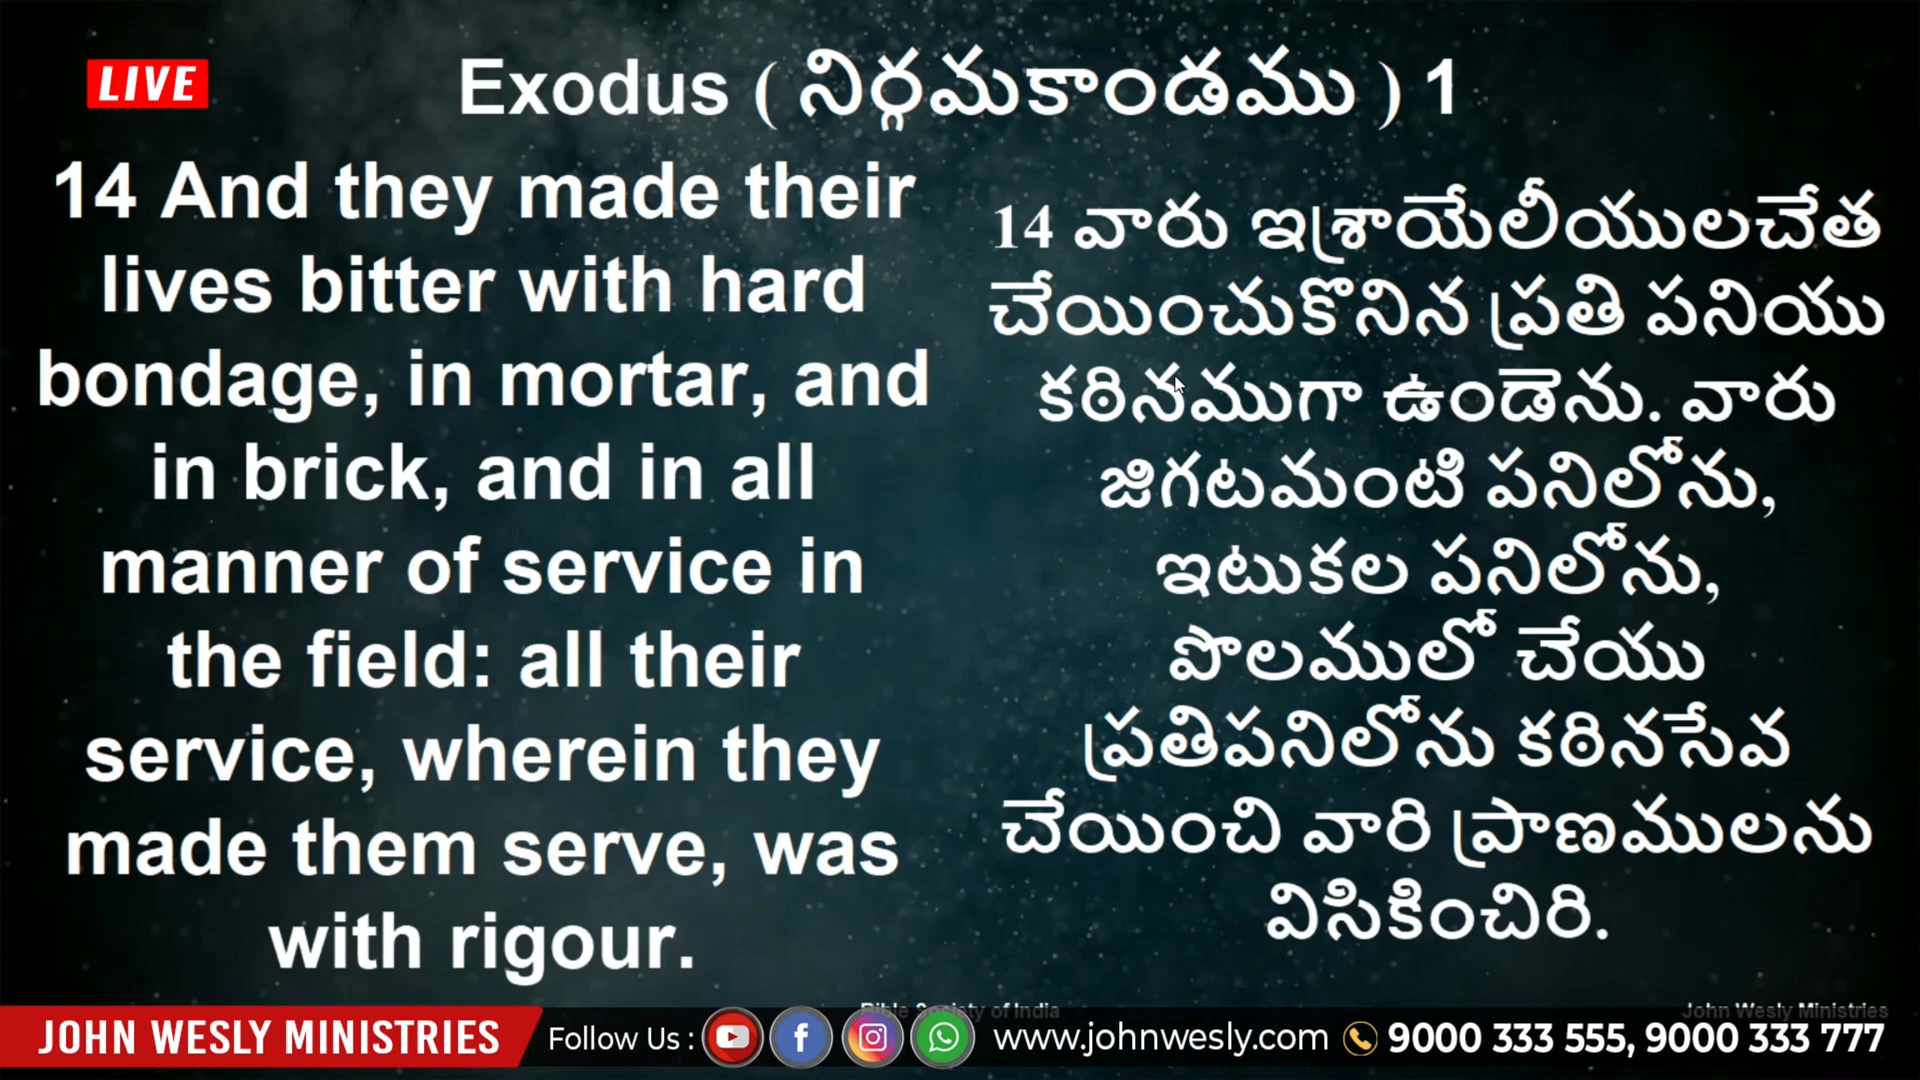 LIVE
Exodus ( నిర్గమకాండము ) 1
14 And they made their
lives bitter with hard
bondage, in mortar, and
in brick, and in all
manner of service in
the field: all their
service, wherein they
made them serve, was
with rigour.
14 వారు ఇశ్రాయేలీయులచేత
చేయించుకొనిన ప్రతి పనియు
కఠినముగా ఉండెను. వారు
జిగటమంటి పనిలోను,
ఇటుకల పనిలోను,
పొలములో చేయు
ప్రతిపనిలోను కఠినసేవ
చేయించి వారి ప్రాణములను
విసికించిరి.
Bible Society of India
John Wesly Ministries
JOHN WESLY MINISTRIES
Follow Us :
www.johnwesly.com
9000 333 555, 9000 333 777